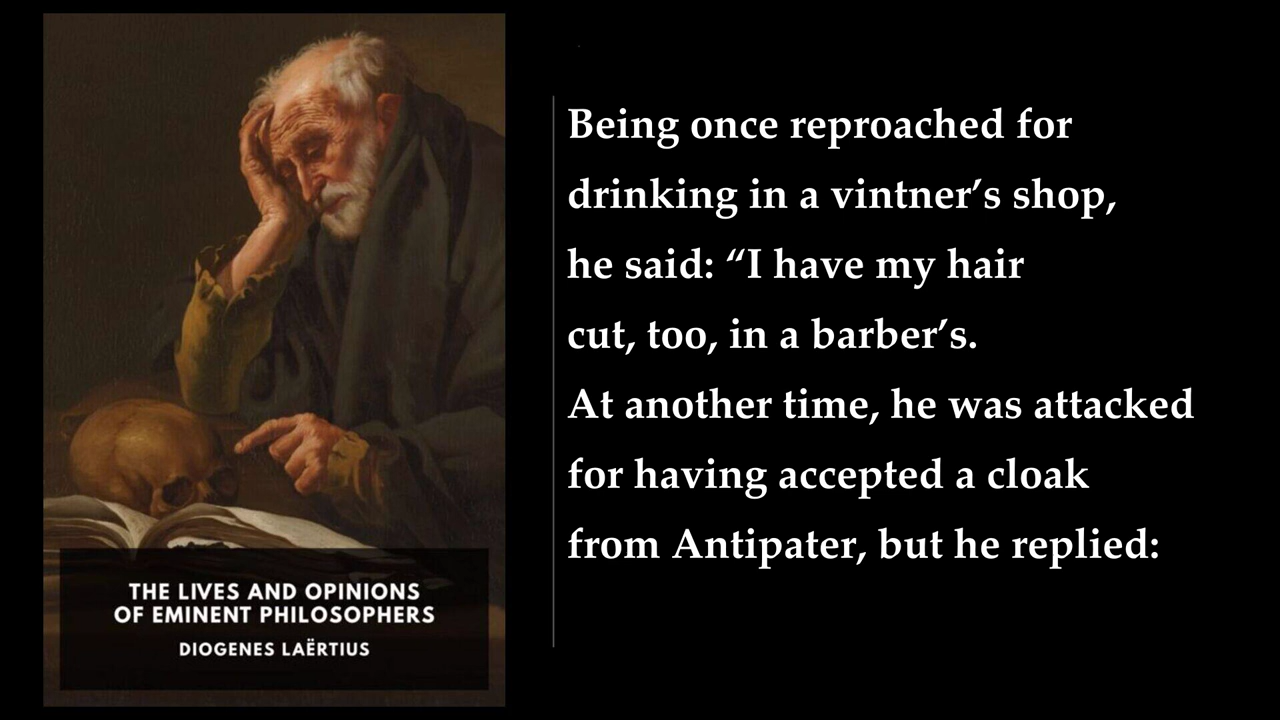 THE LIVES AND OPINIONS
OF EMINENT PHILOSOPHERS
DIOGENES LAËRTIUS
Being once reproached for
drinking in a vintner’s shop,
he said: “I have my hair
cut, too, in a barber’s.
At another time, he was attacked
for having accepted a cloak
from Antipater, but he replied: